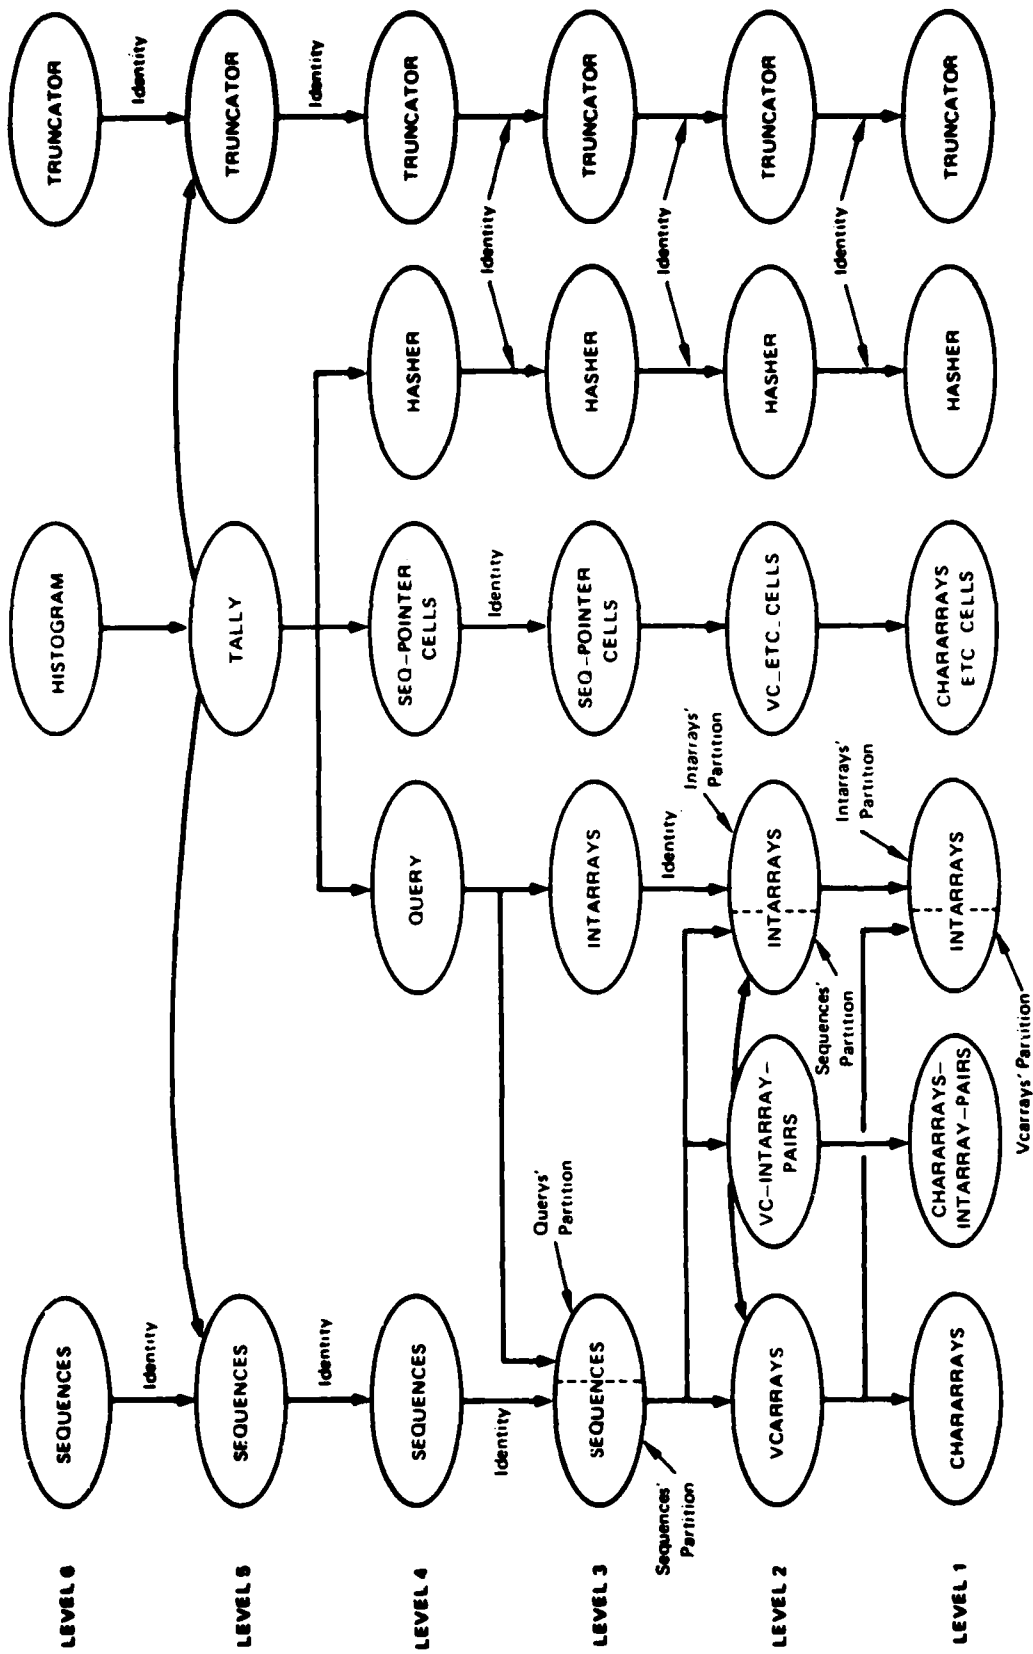 LEVEL 6
SEQUENCES
HISTOGRAM
TRUNCATOR
Identity
Identity
LEVEL 5
SEQUENCES
TALLY
TRUNCATOR
Identity
Identity
LEVEL 4
SEQUENCES
QUERY
SEQ-POINTER
CELLS
HASHER
TRUNCATOR
Identity
Identity
Identity
Querys'
Partition
LEVEL 3
SEQUENCES
INTARRAYS
SEQ-POINTER
CELLS
HASHER
TRUNCATOR
Sequences'
Partition
Identity
Identity
Intarrays'
Partition
LEVEL 2
VCARRAYS
VC-INTARRAY-
PAIRS
INTARRAYS
VC_ETC_CELLS
HASHER
TRUNCATOR
Sequences'
Partition
Intarrays'
Partition
Identity
LEVEL 1
CHARARRAYS
CHARARRAYS-
INTARRAY-PAIRS
INTARRAYS
CHARARRAYS
ETC CELLS
HASHER
TRUNCATOR
Vcarrays' Partition